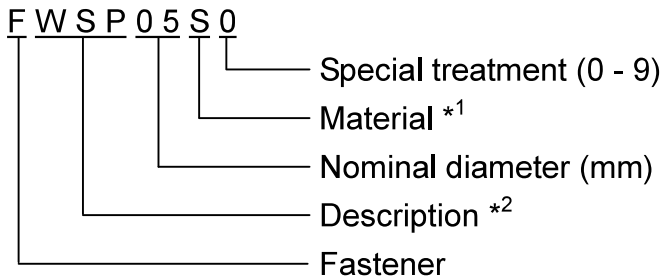 F W S P 0 5 S 0
Special treatment (0 - 9)
Material *1
Nominal diameter (mm)
Description *2
Fastener